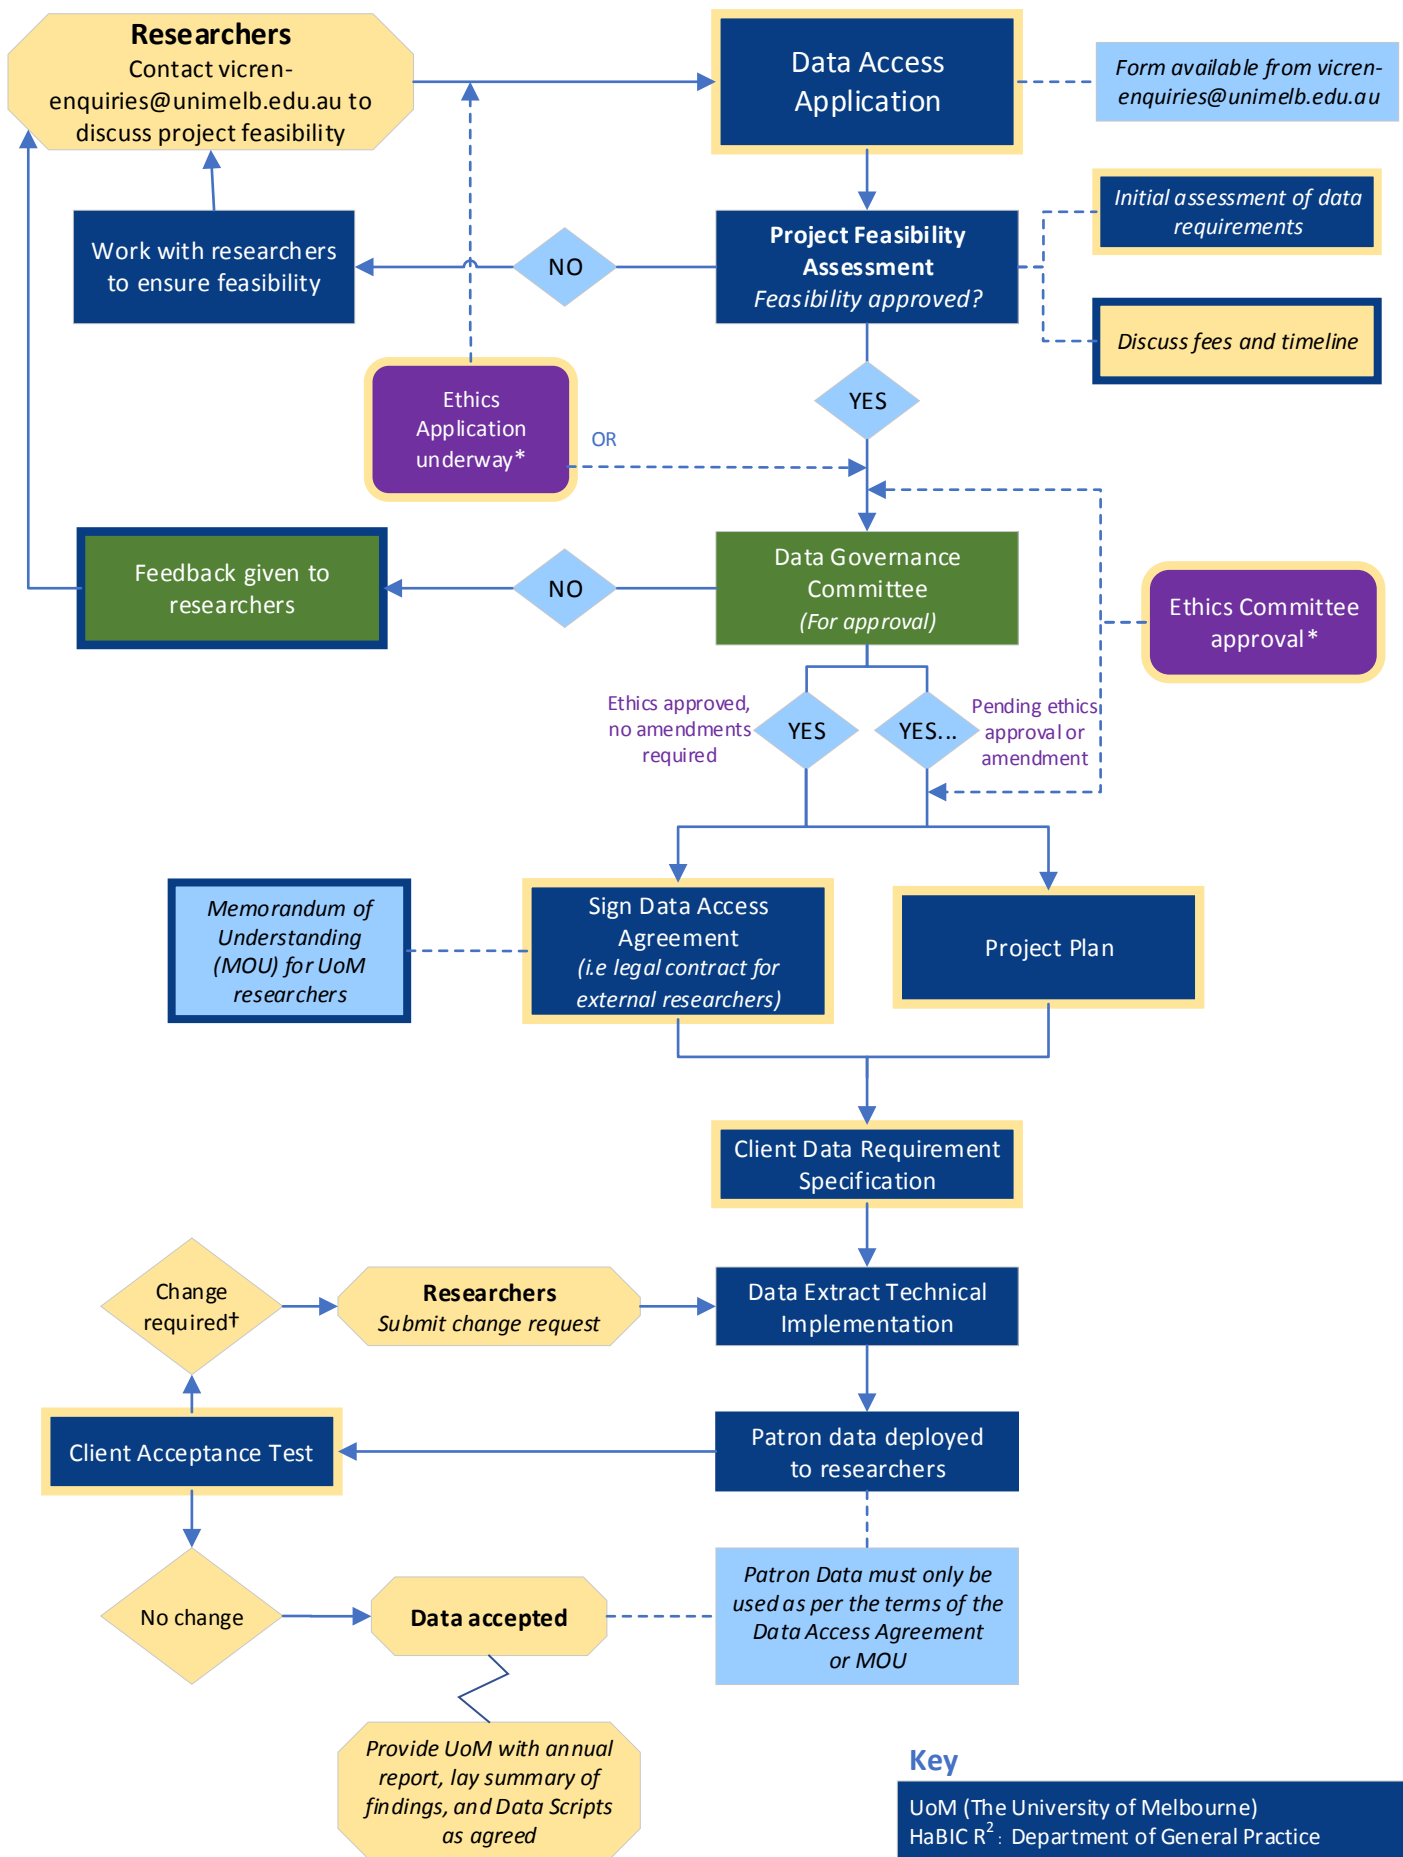 Researchers
Contact vicren-
enquiries@unimelb.edu.au to
discuss project feasibility
Data Access
Application
Form available from vicren-
enquiries@unimelb.edu.au
Work with researchers
to ensure feasibility
NO
Project Feasibility
Assessment
Feasibility approved?
Initial assessment of data
requirements
Discuss fees and timeline
YES
Ethics
Application
underway*
OR
Feedback given to
researchers
NO
Data Governance
Committee
(For approval)
Ethics Committee
approval*
Ethics approved,
no amendments
required
YES
YES...
Pending ethics
approval or
amendment
Memorandum of
Understanding
(MOU) for UoM
researchers
Sign Data Access
Agreement
(i.e legal contract for
external researchers)
Project Plan
Client Data Requirement
Specification
Change
required†
Researchers
Submit change request
Data Extract Technical
Implementation
Client Acceptance Test
Patron data deployed
to researchers
No change
Data accepted
Patron Data must only be
used as per the terms of the
Data Access Agreement
or MOU
Provide UoM with annual
report, lay summary of
findings, and Data Scripts
as agreed
Key
UoM (The University of Melbourne)
HaBIC R²: Department of General Practice